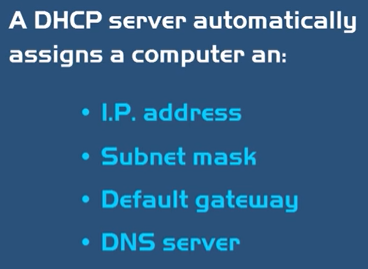 A DHCP server automatically
assigns a computer an:
• I.P. address
• Subnet mask
• Default gateway
• DNS server